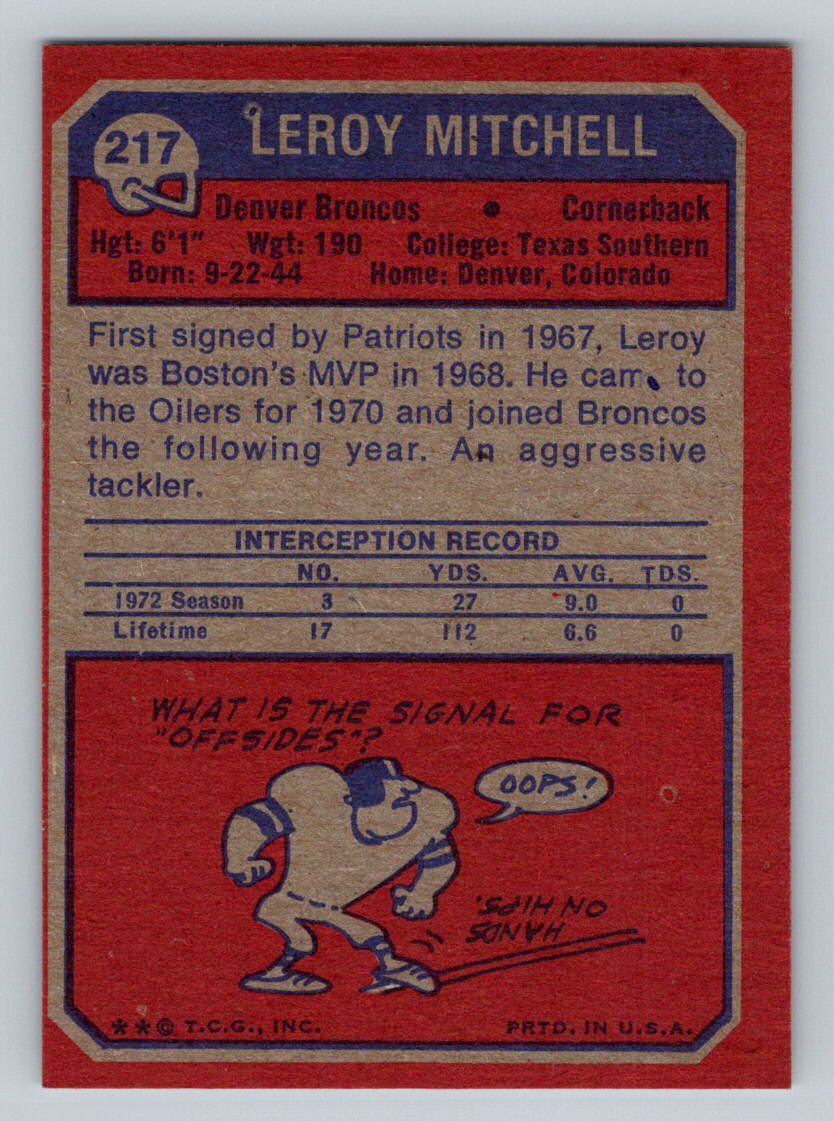 217
LEROY MITCHELL
Denver Broncos • Cornerback
Hgt: 6'1" Wgt: 190 College: Texas Southern
Born: 9-22-44 Home: Denver, Colorado
First signed by Patriots in 1967, Leroy
was Boston's MVP in 1968. He cam to
the Oilers for 1970 and joined Broncos
the following year. An aggressive
tackler.
INTERCEPTION RECORD
NO. YDS. AVG. TDS.
1972 Season 3 27 9.0 0
Lifetime 17 112 6.6 0
WHAT IS THE SIGNAL FOR
"OFFSIDES"?
OOPS!
HANDS
ON HIPS.
**© T.C.G., INC. PRTD. IN U.S.A.